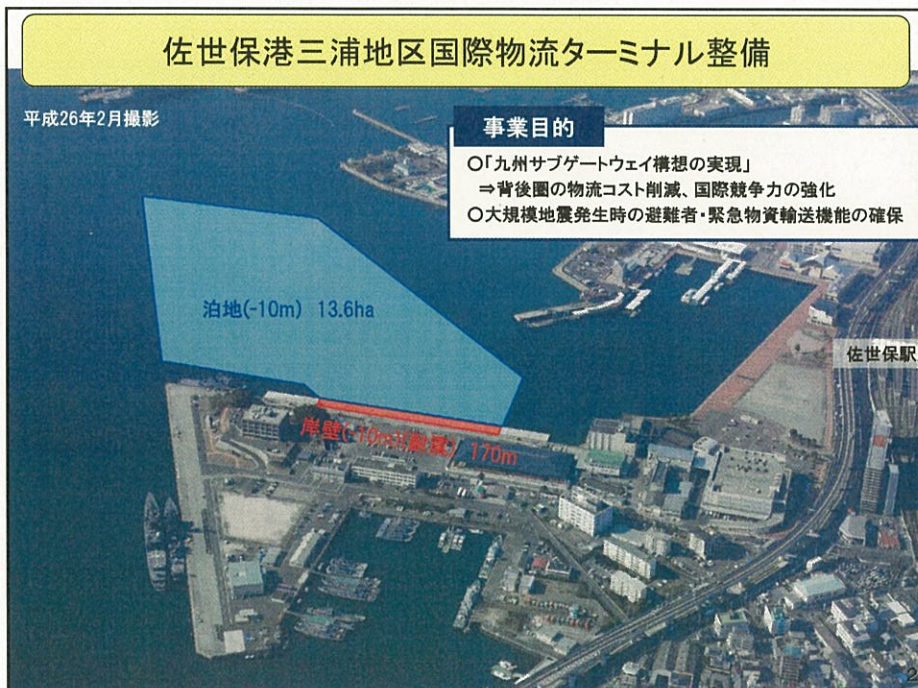 佐世保港三浦地区国際物流ターミナル整備
平成26年2月撮影
事業目的
○「九州サブゲートウェイ構想の実現」
⇒背後圏の物流コスト削減、国際競争力の強化
○大規模地震発生時の避難者・緊急物資輸送機能の確保
泊地(-10m) 13.6ha
佐世保駅
岸壁(-10m)(耐震) 170m
2